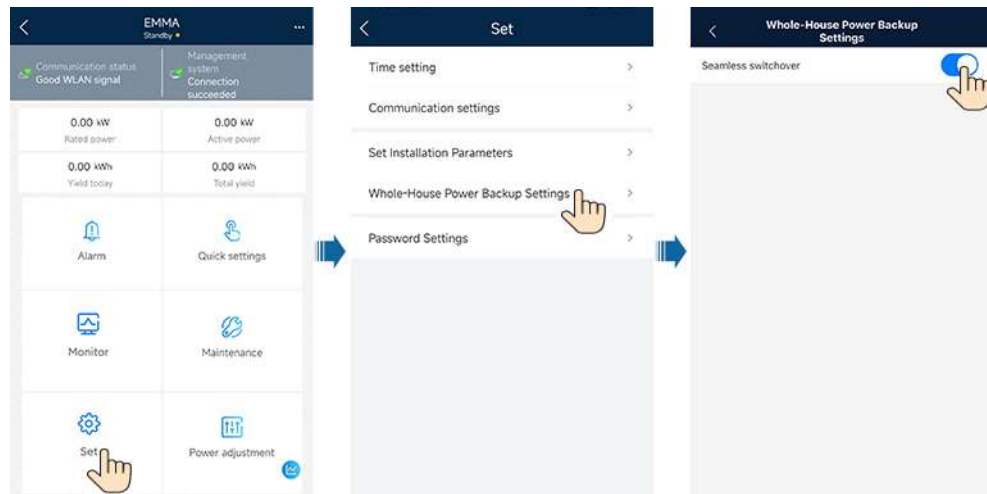 EMMA
Standby
Communication status
Good WLAN signal
Management
system
Connection
succeeded
0.00 kW
Rated power
0.00 kW
Active power
0.00 kWh
Yield today
0.00 kWh
Total yield
Alarm
Quick settings
Monitor
Maintenance
Set
Power adjustment
Set
Time setting
Communication settings
Set Installation Parameters
Whole-House Power Backup Settings
Password Settings
Whole-House Power Backup
Settings
Seamless switchover